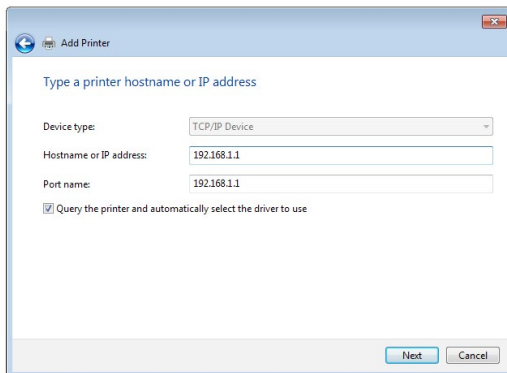 Add Printer
Type a printer hostname or IP address
Device type: TCP/IP Device
Hostname or IP address: 192.168.1.1
Port name: 192.168.1.1
Query the printer and automatically select the driver to use
Next Cancel